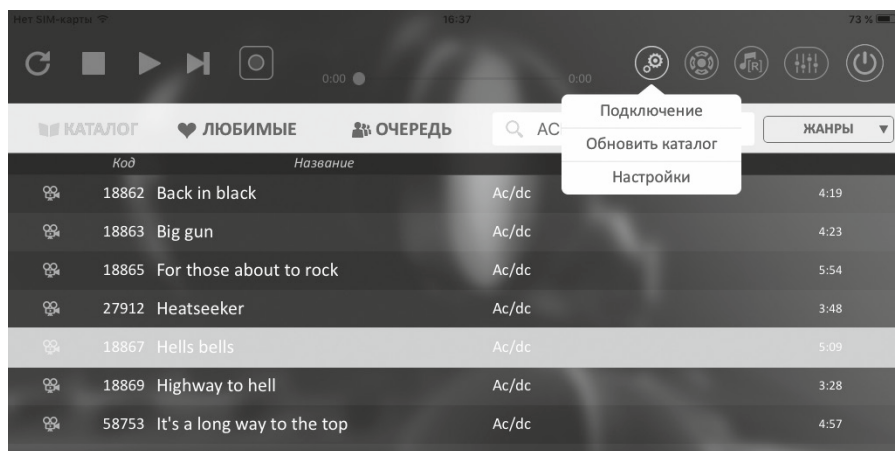 Нет SIM-карты 16:37 73 %
[R]
0:00 0:00
Подключение
Обновить каталог
Настройки
КАТАЛОГ ЛЮБИМЫЕ ОЧЕРЕДЬ AC ЖАНРЫ
Код Название
18862 Back in black Ac/dc 4:19
18863 Big gun Ac/dc 4:23
18865 For those about to rock Ac/dc 5:54
27912 Heatseeker Ac/dc 3:48
18867 Hells bells Ac/dc 5:09
18869 Highway to hell Ac/dc 3:28
58753 It's a long way to the top Ac/dc 4:57